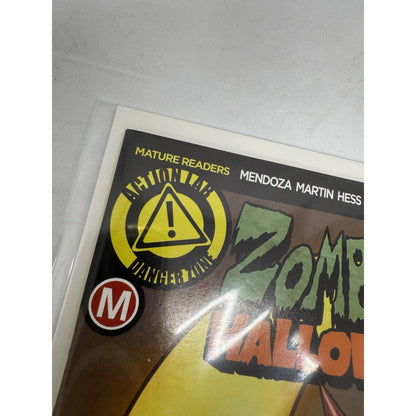 MATURE READERS
MENDOZA MARTIN HESS
ACTION LAB
DANGER ZONE
M